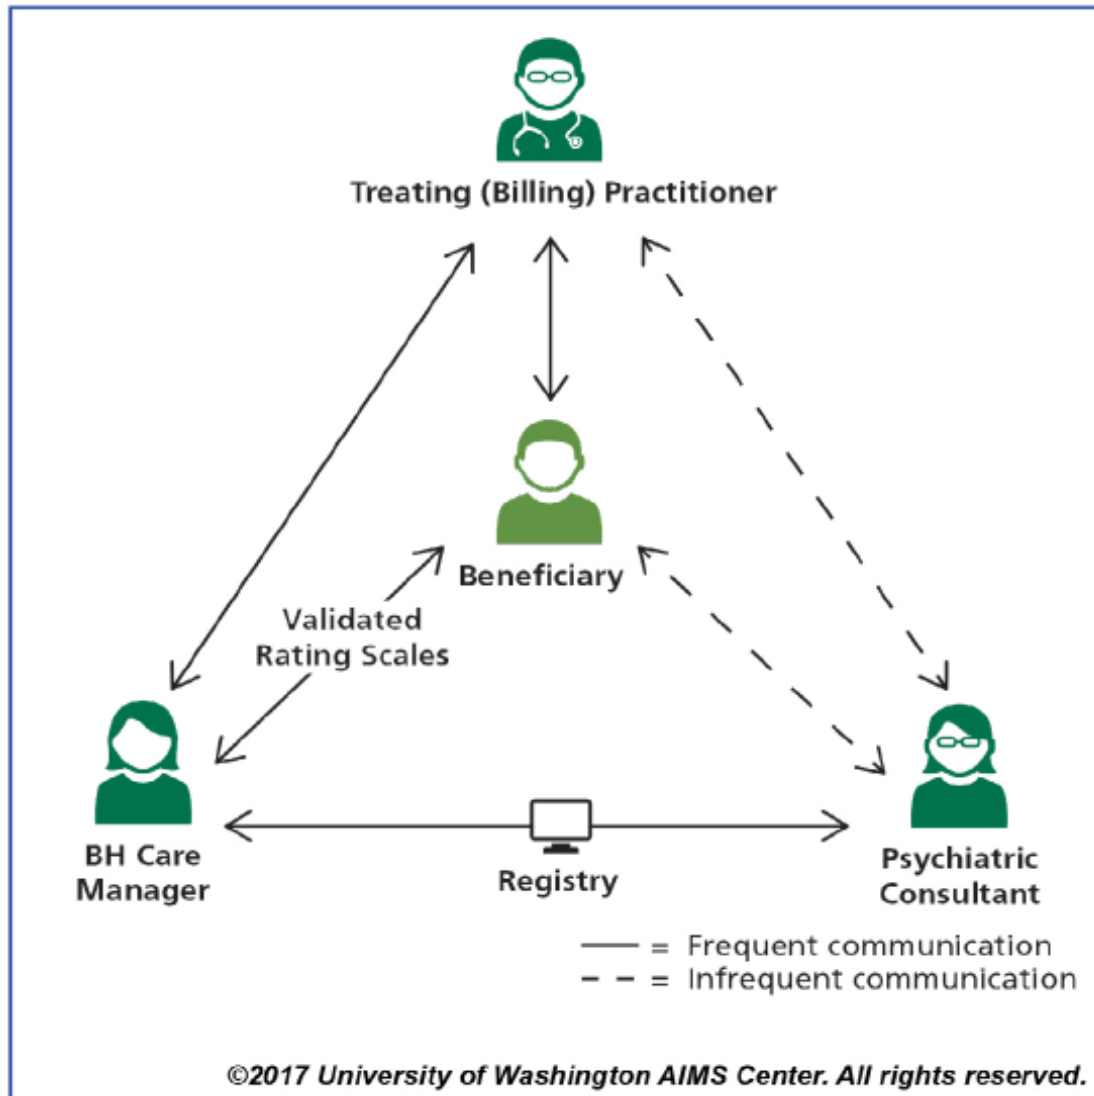 Treating (Billing) Practitioner
Beneficiary
Validated
Rating Scales
BH Care
Manager
Registry
Psychiatric
Consultant
= Frequent communication
= Infrequent communication
©2017 University of Washington AIMS Center. All rights reserved.